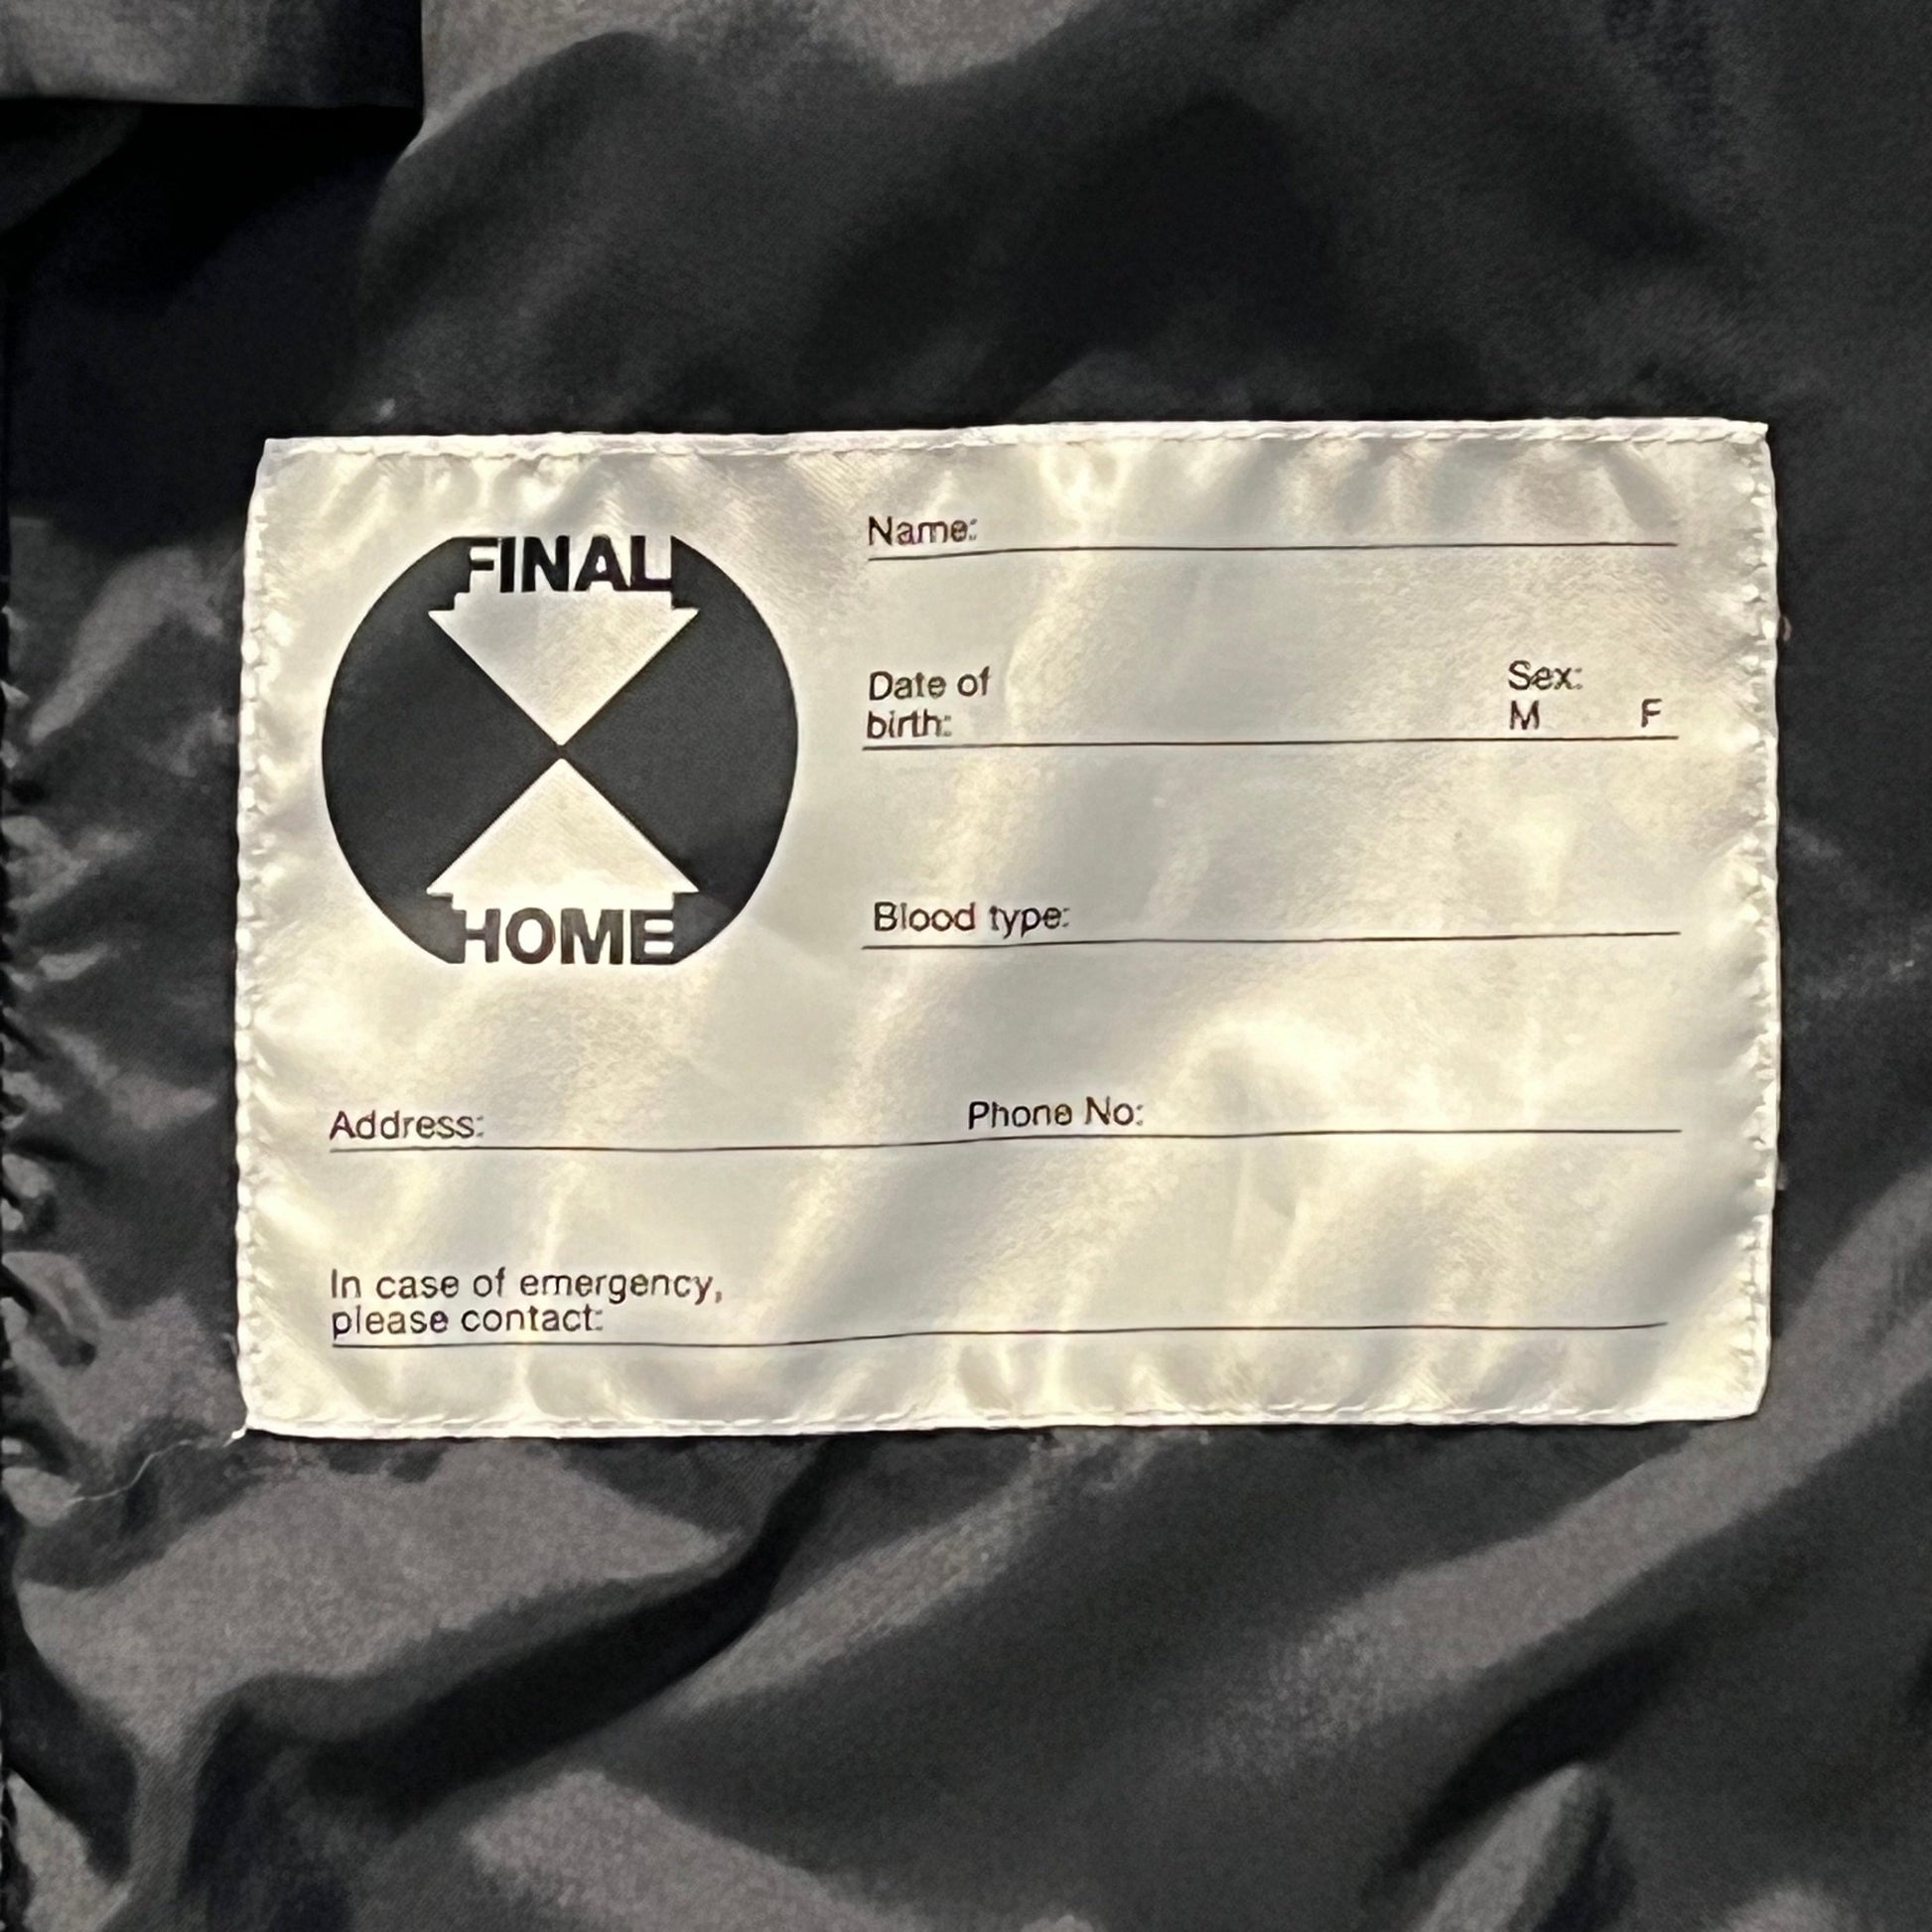 FINAL
HOME
Name:
Date of
birth:
Sex:
M F
Blood type:
Address:
Phone No:
In case of emergency,
please contact: